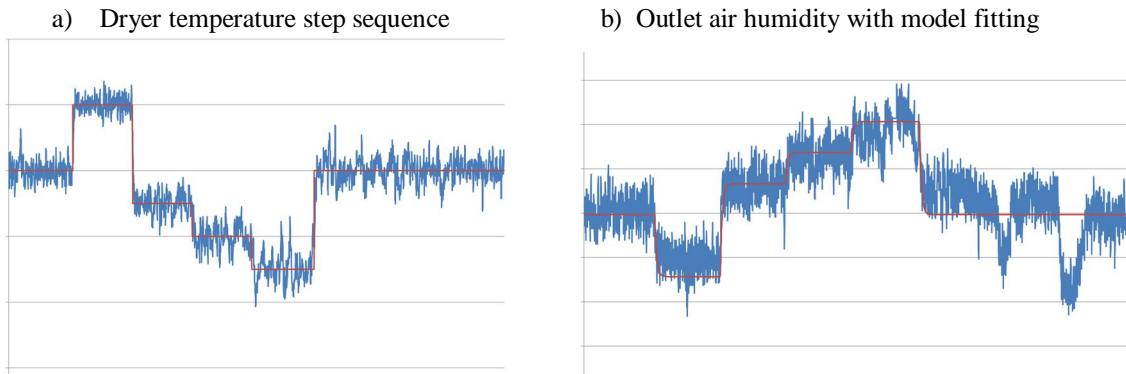 a) Dryer temperature step sequence
b) Outlet air humidity with model fitting